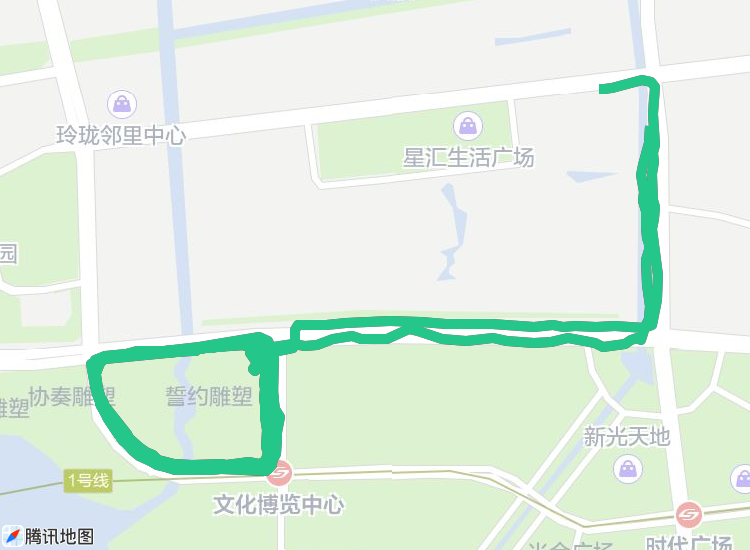 玲珑邻里中心
星汇生活广场
园
协奏雕塑
誓约雕塑
雕塑
新光天地
1号线
文化博览中心
时代广场
腾讯地图